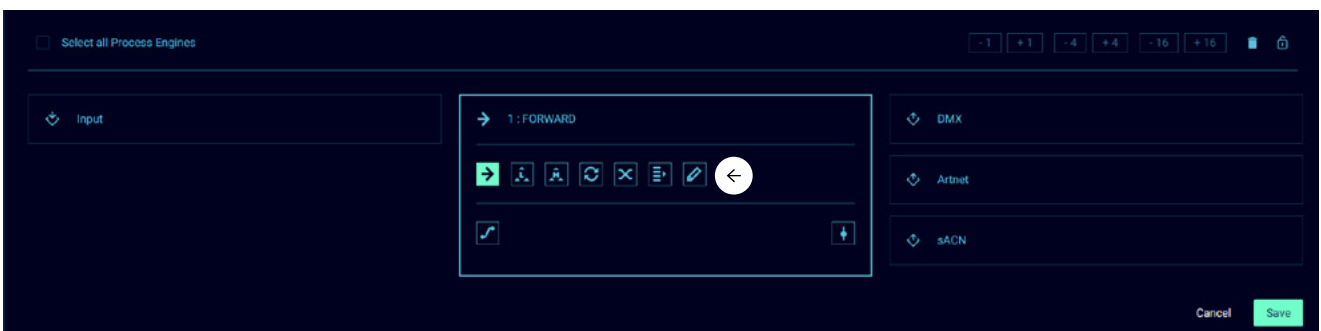 Select all Process Engines
- 1 + 1 - 4 + 4 - 16 + 16
Input
1 : FORWARD
L
M
DMX
Artnet
sACN
Cancel Save